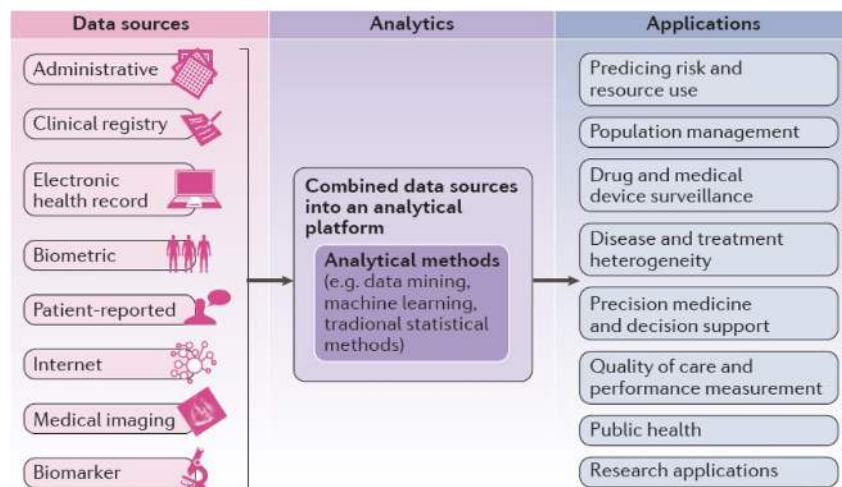 Data sources
Analytics
Applications
Administrative
Clinical registry
Electronic
health record
Biometric
Patient-reported
Internet
Medical imaging
Biomarker
Combined data sources
into an analytical
platform
Analytical methods
(e.g. data mining,
machine learning,
tradional statistical
methods)
Predicing risk and
resource use
Population management
Drug and medical
device surveillance
Disease and treatment
heterogeneity
Precision medicine
and decision support
Quality of care and
performance measurement
Public health
Research applications